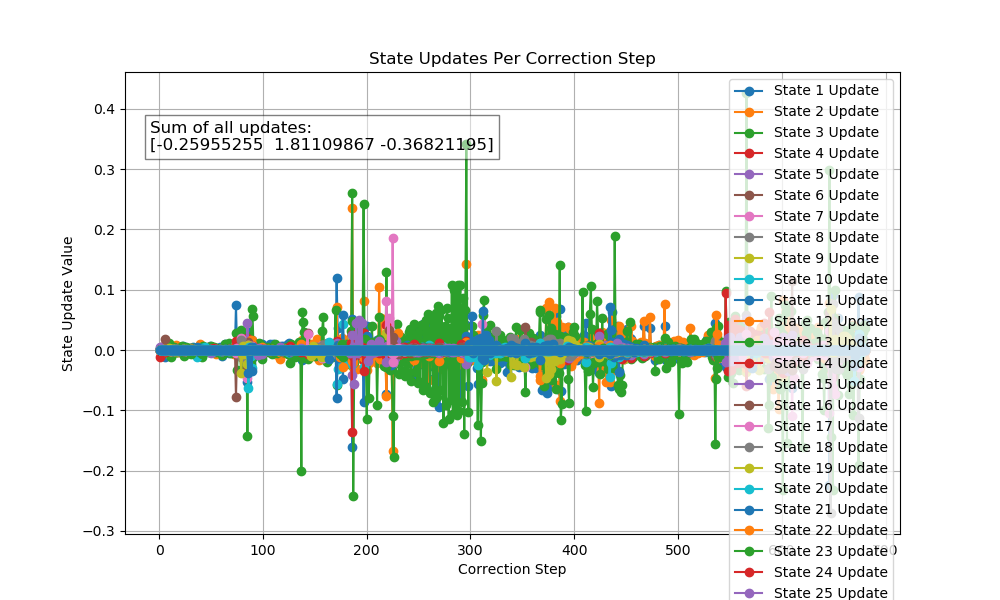 State Updates Per Correction Step
Sum of all updates:
[-0.25955255  1.81109867 -0.36821195]
0.4
0.3
0.2
0.1
0.0
−0.1
−0.2
−0.3
State Update Value
0
100
200
300
400
500
600
700
Correction Step
State 1 Update
State 2 Update
State 3 Update
State 4 Update
State 5 Update
State 6 Update
State 7 Update
State 8 Update
State 9 Update
State 10 Update
State 11 Update
State 12 Update
State 13 Update
State 14 Update
State 15 Update
State 16 Update
State 17 Update
State 18 Update
State 19 Update
State 20 Update
State 21 Update
State 22 Update
State 23 Update
State 24 Update
State 25 Update